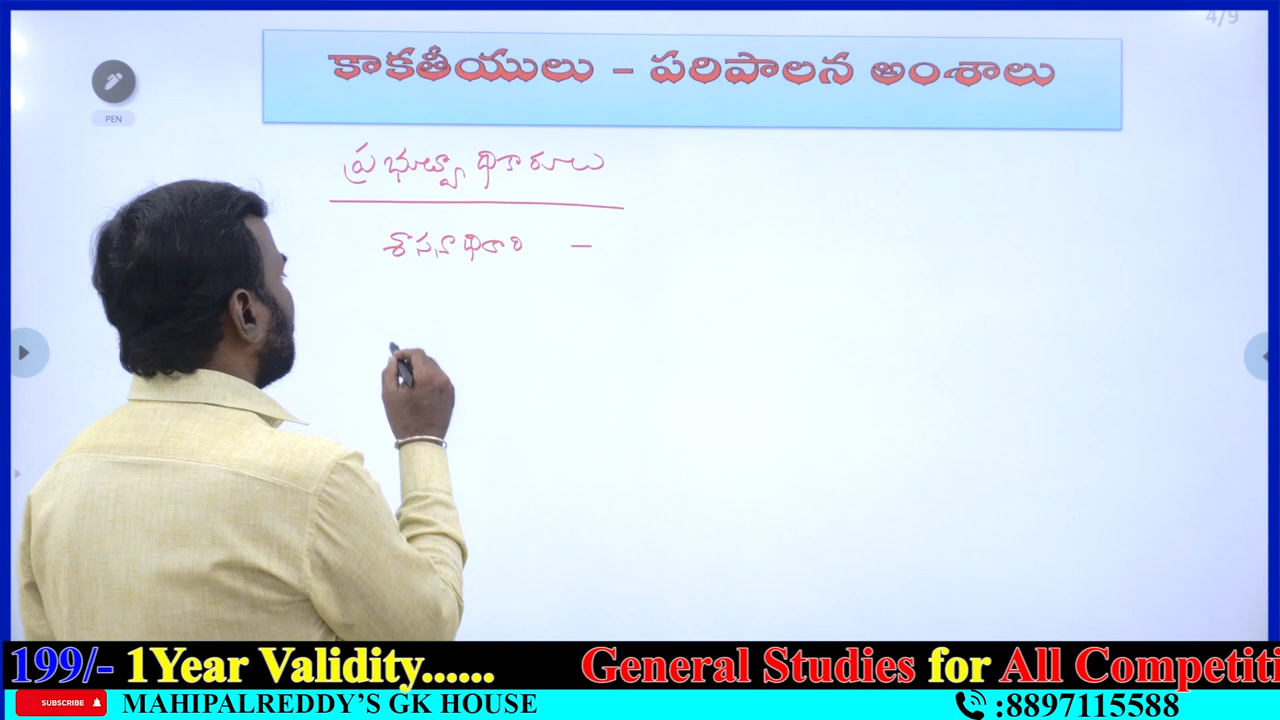 4/9
కాకతీయులు - పరిపాలన అంశాలు
PEN
ప్రభుత్వాధికారులు
శాసనాధికారి -
199/- 1Year Validity...... General Studies for All Competiti
SUBSCRIBE MAHIPALREDDY'S GK HOUSE :8897115588